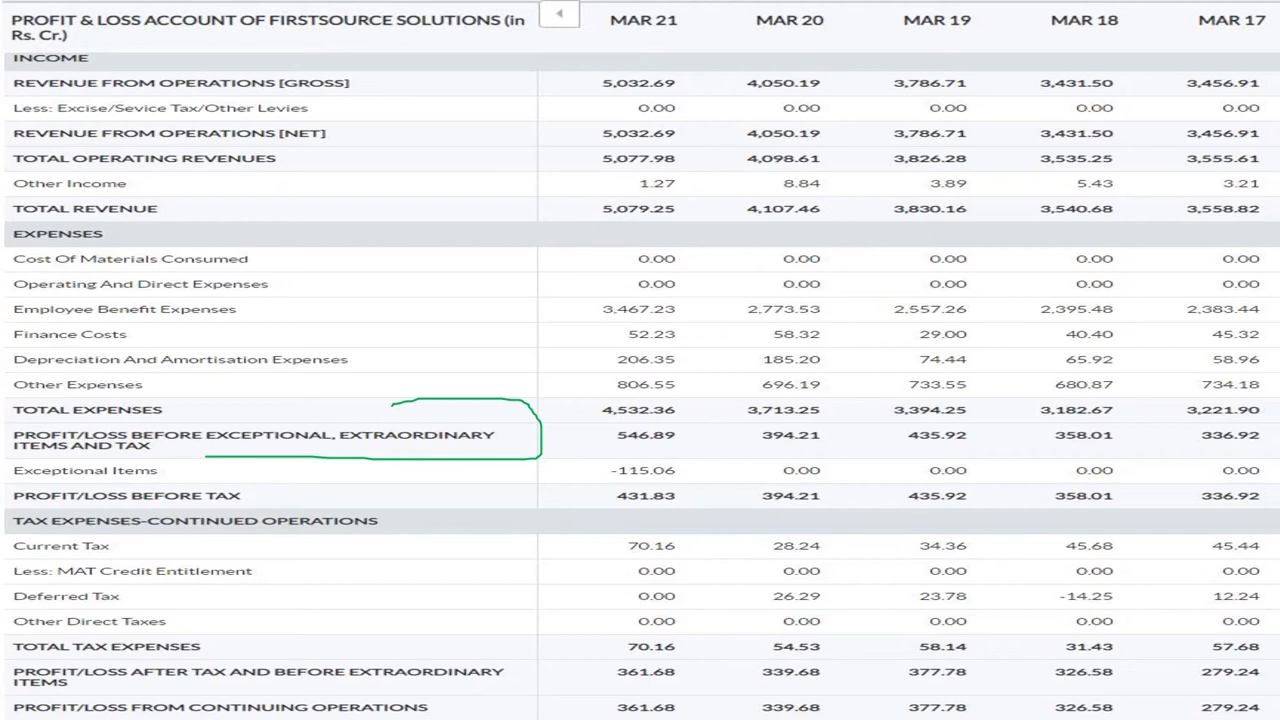 PROFIT & LOSS ACCOUNT OF FIRSTSOURCE SOLUTIONS (in Rs. Cr.) MAR 21 MAR 20 MAR 19 MAR 18 MAR 17
INCOME
REVENUE FROM OPERATIONS [GROSS] 5,032.69 4,050.19 3,786.71 3,431.50 3,456.91
Less: Excise/Sevice Tax/Other Levies 0.00 0.00 0.00 0.00 0.00
REVENUE FROM OPERATIONS [NET] 5,032.69 4,050.19 3,786.71 3,431.50 3,456.91
TOTAL OPERATING REVENUES 5,077.98 4,098.61 3,826.28 3,535.25 3,555.61
Other Income 1.27 8.84 3.89 5.43 3.21
TOTAL REVENUE 5,079.25 4,107.46 3,830.16 3,540.68 3,558.82
EXPENSES
Cost Of Materials Consumed 0.00 0.00 0.00 0.00 0.00
Operating And Direct Expenses 0.00 0.00 0.00 0.00 0.00
Employee Benefit Expenses 3,467.23 2,773.53 2,557.26 2,395.48 2,383.44
Finance Costs 52.23 58.32 29.00 40.40 45.32
Depreciation And Amortisation Expenses 206.35 185.20 74.44 65.92 58.96
Other Expenses 806.55 696.19 733.55 680.87 734.18
TOTAL EXPENSES 4,532.36 3,713.25 3,394.25 3,182.67 3,221.90
PROFIT/LOSS BEFORE EXCEPTIONAL, EXTRAORDINARY ITEMS AND TAX 546.89 394.21 435.92 358.01 336.92
Exceptional Items -115.06 0.00 0.00 0.00 0.00
PROFIT/LOSS BEFORE TAX 431.83 394.21 435.92 358.01 336.92
TAX EXPENSES-CONTINUED OPERATIONS
Current Tax 70.16 28.24 34.36 45.68 45.44
Less: MAT Credit Entitlement 0.00 0.00 0.00 0.00 0.00
Deferred Tax 0.00 26.29 23.78 -14.25 12.24
Other Direct Taxes 0.00 0.00 0.00 0.00 0.00
TOTAL TAX EXPENSES 70.16 54.53 58.14 31.43 57.68
PROFIT/LOSS AFTER TAX AND BEFORE EXTRAORDINARY ITEMS 361.68 339.68 377.78 326.58 279.24
PROFIT/LOSS FROM CONTINUING OPERATIONS 361.68 339.68 377.78 326.58 279.24